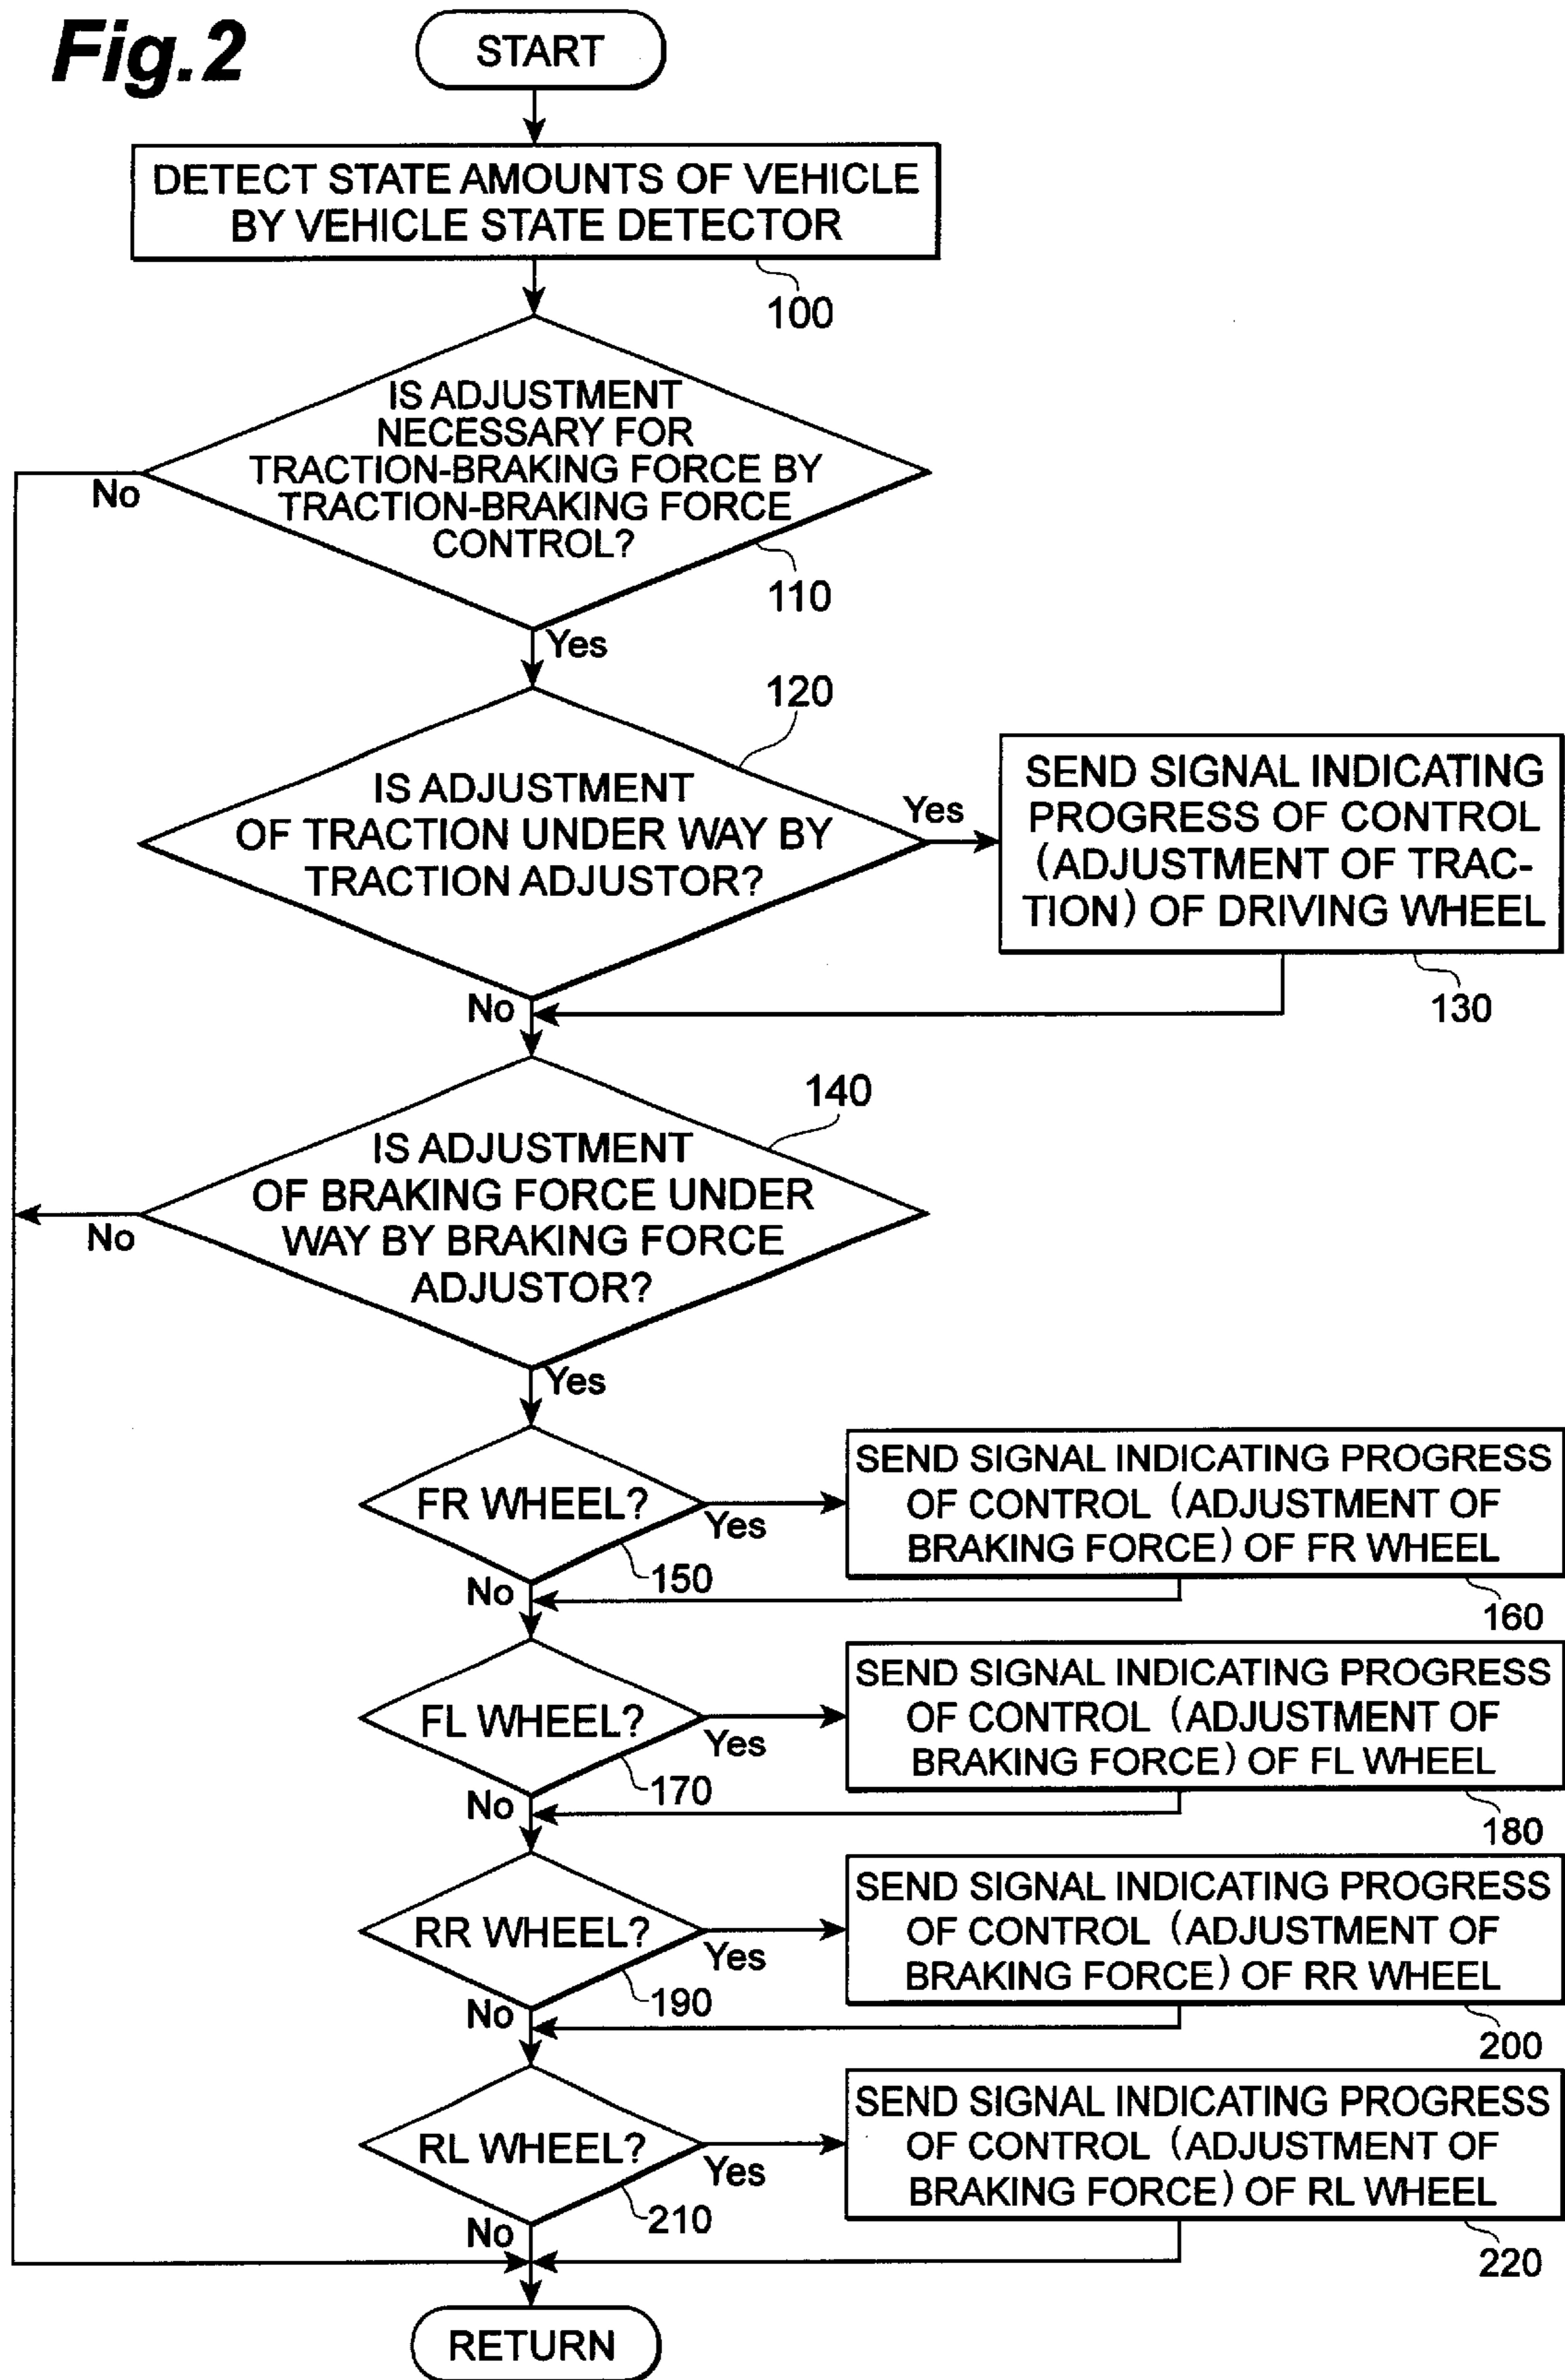 Fig.2
START
DETECT STATE AMOUNTS OF VEHICLE
BY VEHICLE STATE DETECTOR
100
IS ADJUSTMENT
NECESSARY FOR
TRACTION-BRAKING FORCE BY
TRACTION-BRAKING FORCE
CONTROL?
No
110
Yes
120
IS ADJUSTMENT
OF TRACTION UNDER WAY BY
TRACTION ADJUSTOR?
Yes
SEND SIGNAL INDICATING
PROGRESS OF CONTROL
(ADJUSTMENT OF TRAC-
TION) OF DRIVING WHEEL
130
No
140
IS ADJUSTMENT
OF BRAKING FORCE UNDER
WAY BY BRAKING FORCE
ADJUSTOR?
No
Yes
FR WHEEL?
Yes
150
SEND SIGNAL INDICATING PROGRESS
OF CONTROL (ADJUSTMENT OF
BRAKING FORCE) OF FR WHEEL
160
No
FL WHEEL?
Yes
170
SEND SIGNAL INDICATING PROGRESS
OF CONTROL (ADJUSTMENT OF
BRAKING FORCE) OF FL WHEEL
180
No
RR WHEEL?
Yes
190
SEND SIGNAL INDICATING PROGRESS
OF CONTROL (ADJUSTMENT OF
BRAKING FORCE) OF RR WHEEL
200
No
RL WHEEL?
Yes
210
SEND SIGNAL INDICATING PROGRESS
OF CONTROL (ADJUSTMENT OF
BRAKING FORCE) OF RL WHEEL
220
No
RETURN